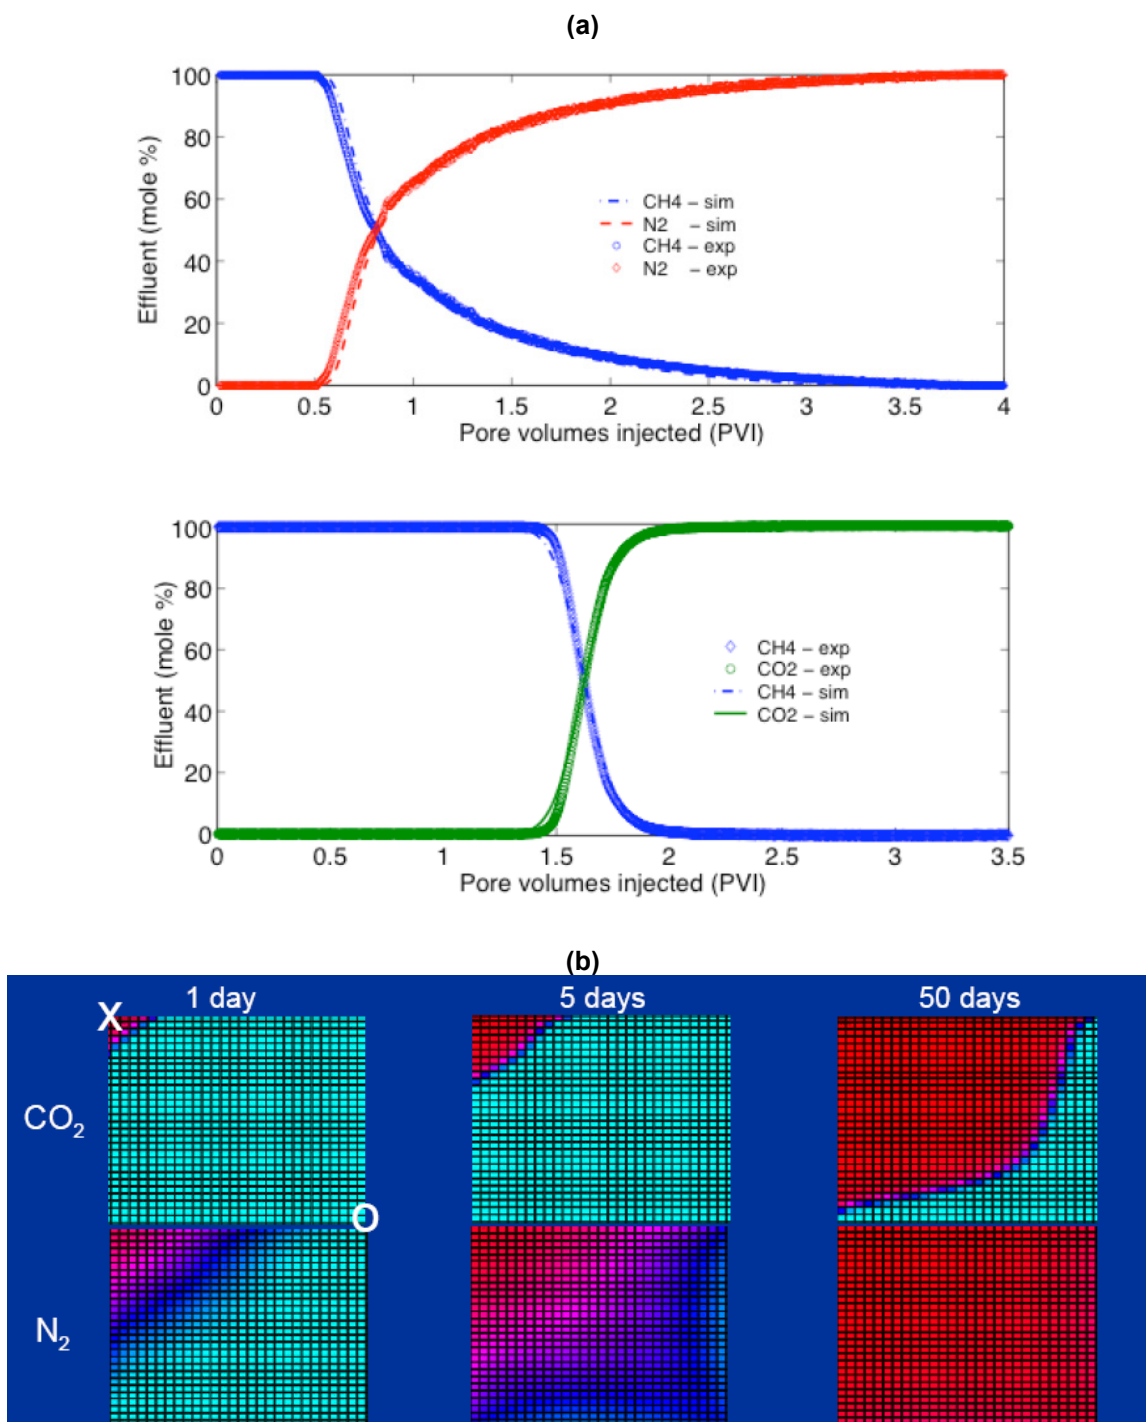 (a)
100
80
60
40
20
0
Effluent (mole %)
CH4 – sim
N2 – sim
CH4 – exp
N2 – exp
0 0.5 1 1.5 2 2.5 3 3.5 4
Pore volumes injected (PVI)
100
80
60
40
20
0
Effluent (mole %)
CH4 – exp
CO2 – exp
CH4 – sim
CO2 – sim
0 0.5 1 1.5 2 2.5 3 3.5
Pore volumes injected (PVI)
(b)
1 day 5 days 50 days
X
CO₂
O
N₂